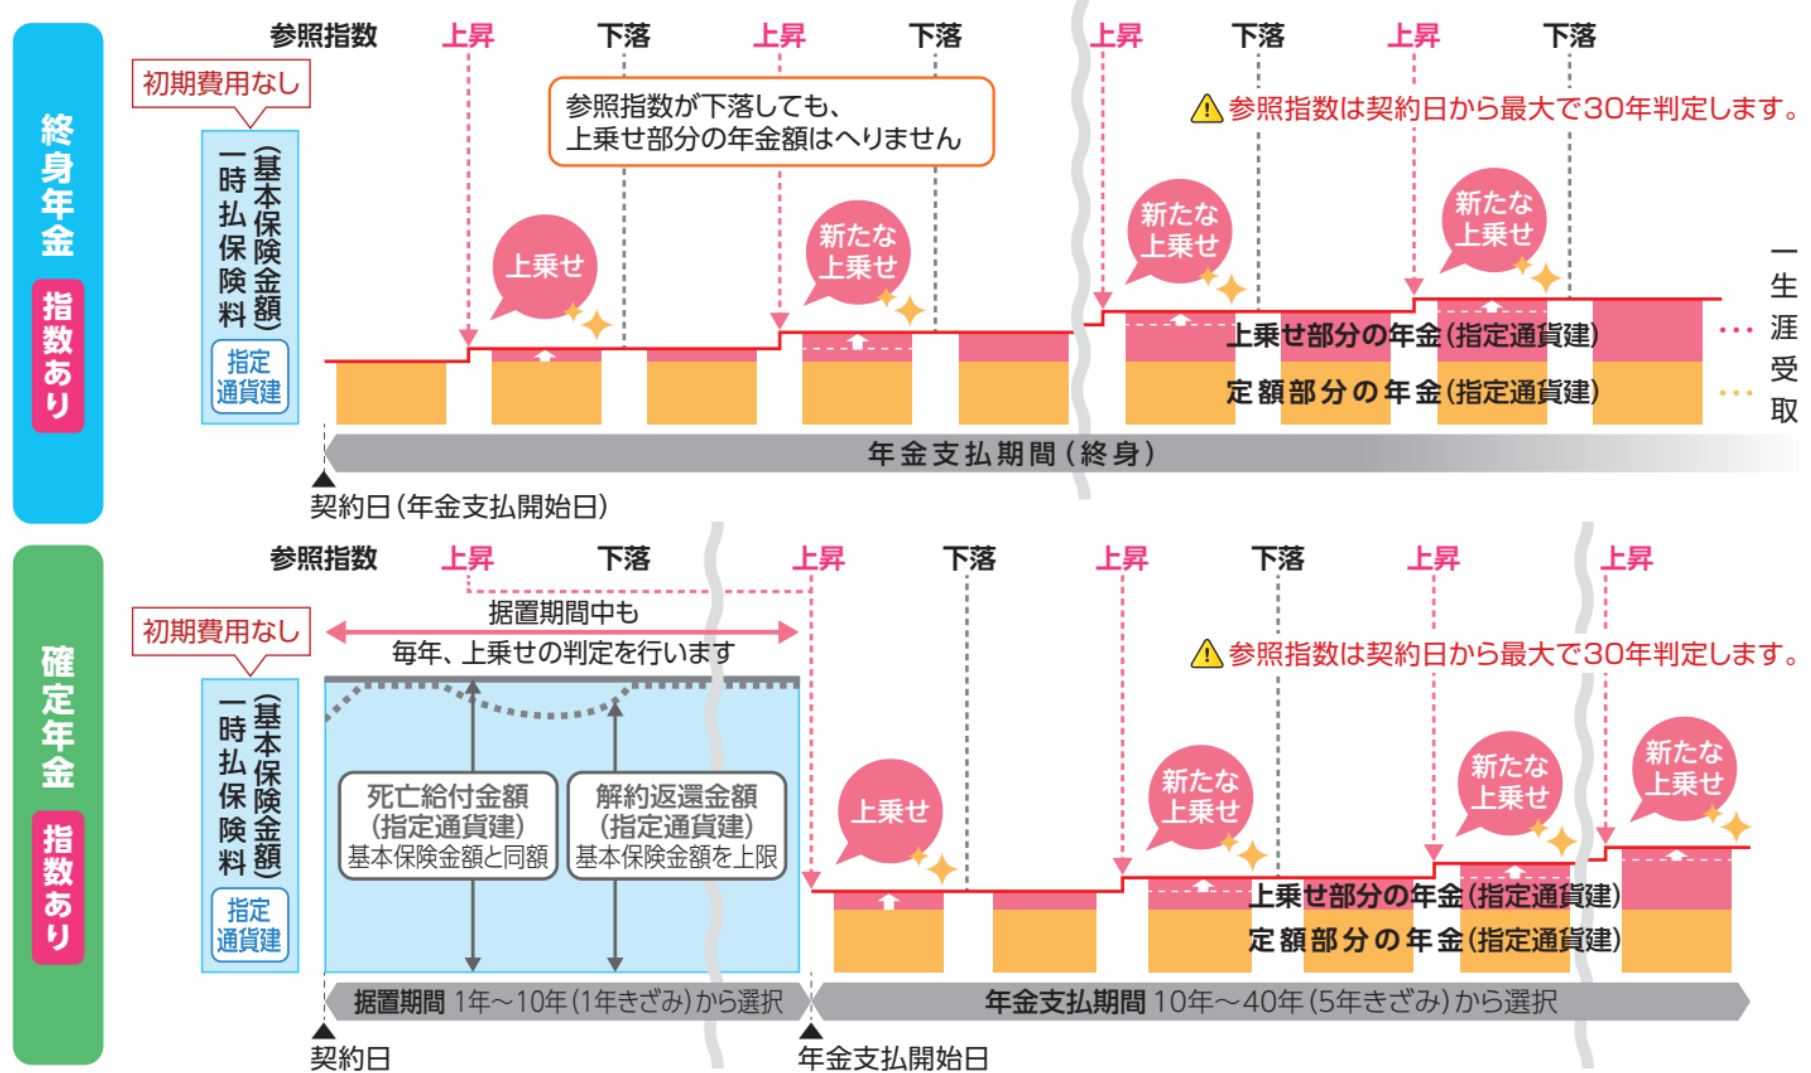 終身年金
指数あり
参照指数
上昇
下落
上昇
下落
上昇
下落
上昇
下落
初期費用なし
参照指数が下落しても、
上乗せ部分の年金額はへりません
参照指数は契約日から最大で30年判定します。
一時払保険料
(基本保険金額)
指定
通貨建
上乗せ
新たな
上乗せ
新たな
上乗せ
新たな
上乗せ
上乗せ部分の年金(指定通貨建)
定額部分の年金(指定通貨建)
一生涯受取
年金支払期間(終身)
契約日(年金支払開始日)
確定年金
指数あり
参照指数
上昇
下落
上昇
下落
上昇
下落
上昇
上昇
初期費用なし
据置期間中も
毎年、上乗せの判定を行います
参照指数は契約日から最大で30年判定します。
一時払保険料
(基本保険金額)
指定
通貨建
死亡給付金額
(指定通貨建)
基本保険金額と同額
解約返還金額
(指定通貨建)
基本保険金額を上限
上乗せ
新たな
上乗せ
新たな
上乗せ
新たな
上乗せ
上乗せ部分の年金(指定通貨建)
定額部分の年金(指定通貨建)
据置期間 1年~10年(1年きざみ)から選択
年金支払期間 10年~40年(5年きざみ)から選択
契約日
年金支払開始日